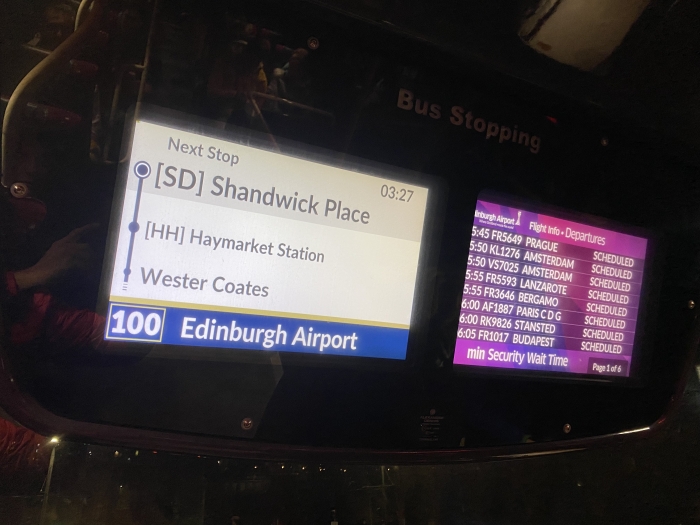 Bus Stopping
Next Stop
03:27
[SD] Shandwick Place
[HH] Haymarket Station
Wester Coates
100 Edinburgh Airport
inburgh Airport
Flight Info • Departures
5:45 FR5649 PRAGUE SCHEDULED
5:50 KL1276 AMSTERDAM SCHEDULED
5:50 VS7025 AMSTERDAM SCHEDULED
5:55 FR5593 LANZAROTE SCHEDULED
5:55 FR3646 BERGAMO SCHEDULED
6:00 AF1887 PARIS C D G SCHEDULED
6:00 RK9826 STANSTED SCHEDULED
6:05 FR1017 BUDAPEST SCHEDULED
min Security Wait Time
Page 1 of 6